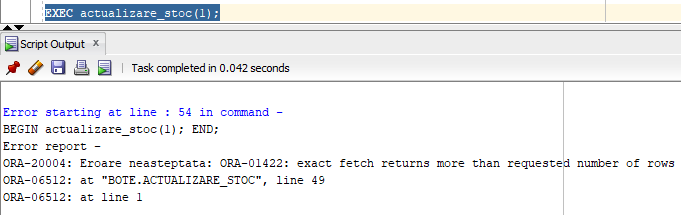 EXEC actualizare_stoc(1);
Script Output x
Task completed in 0.042 seconds
Error starting at line : 54 in command -
BEGIN actualizare_stoc(1); END;
Error report -
ORA-20004: Eroare neasteptata: ORA-01422: exact fetch returns more than requested number of rows
ORA-06512: at "BOTE.ACTUALIZARE_STOC", line 49
ORA-06512: at line 1